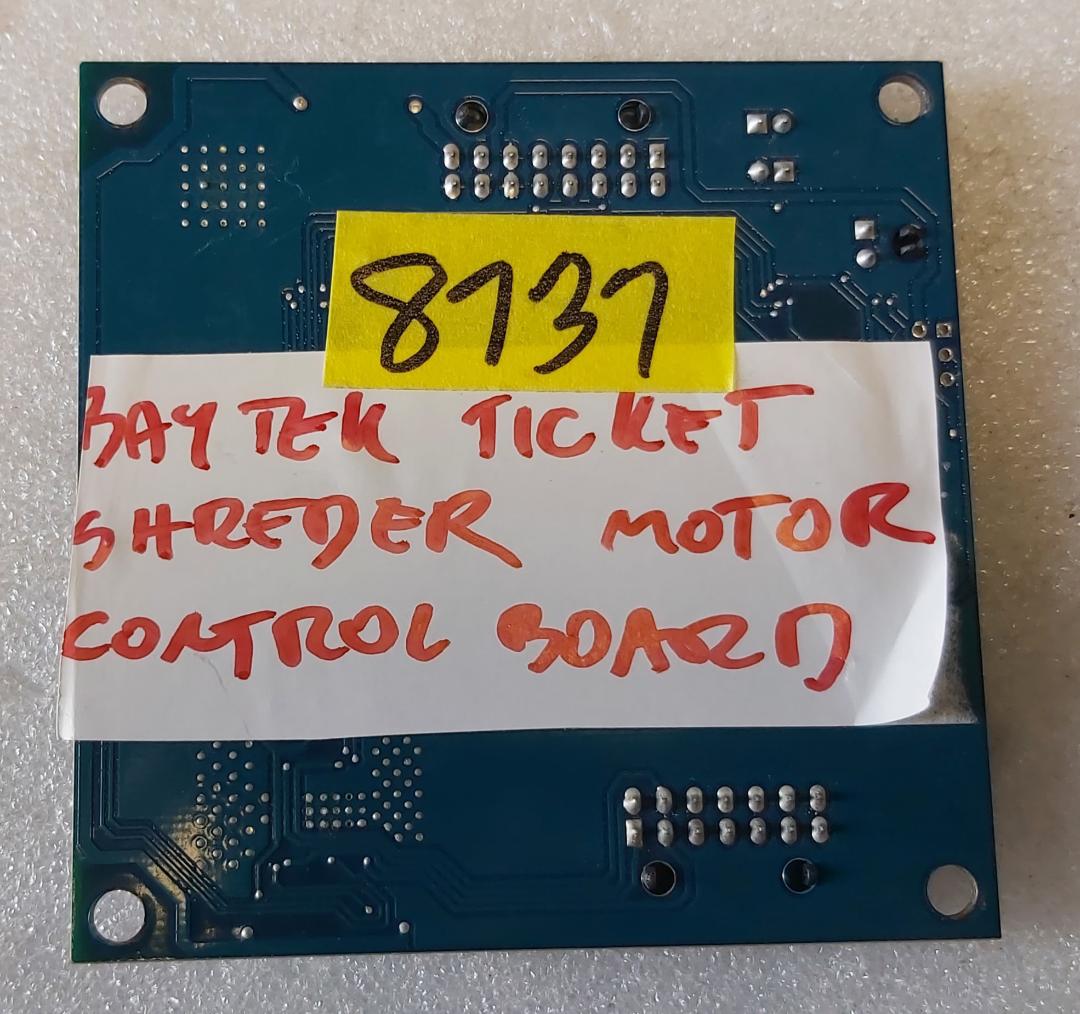 8737
BAYTEK TICKET
SHREDER MOTOR
CONTROL BOARD